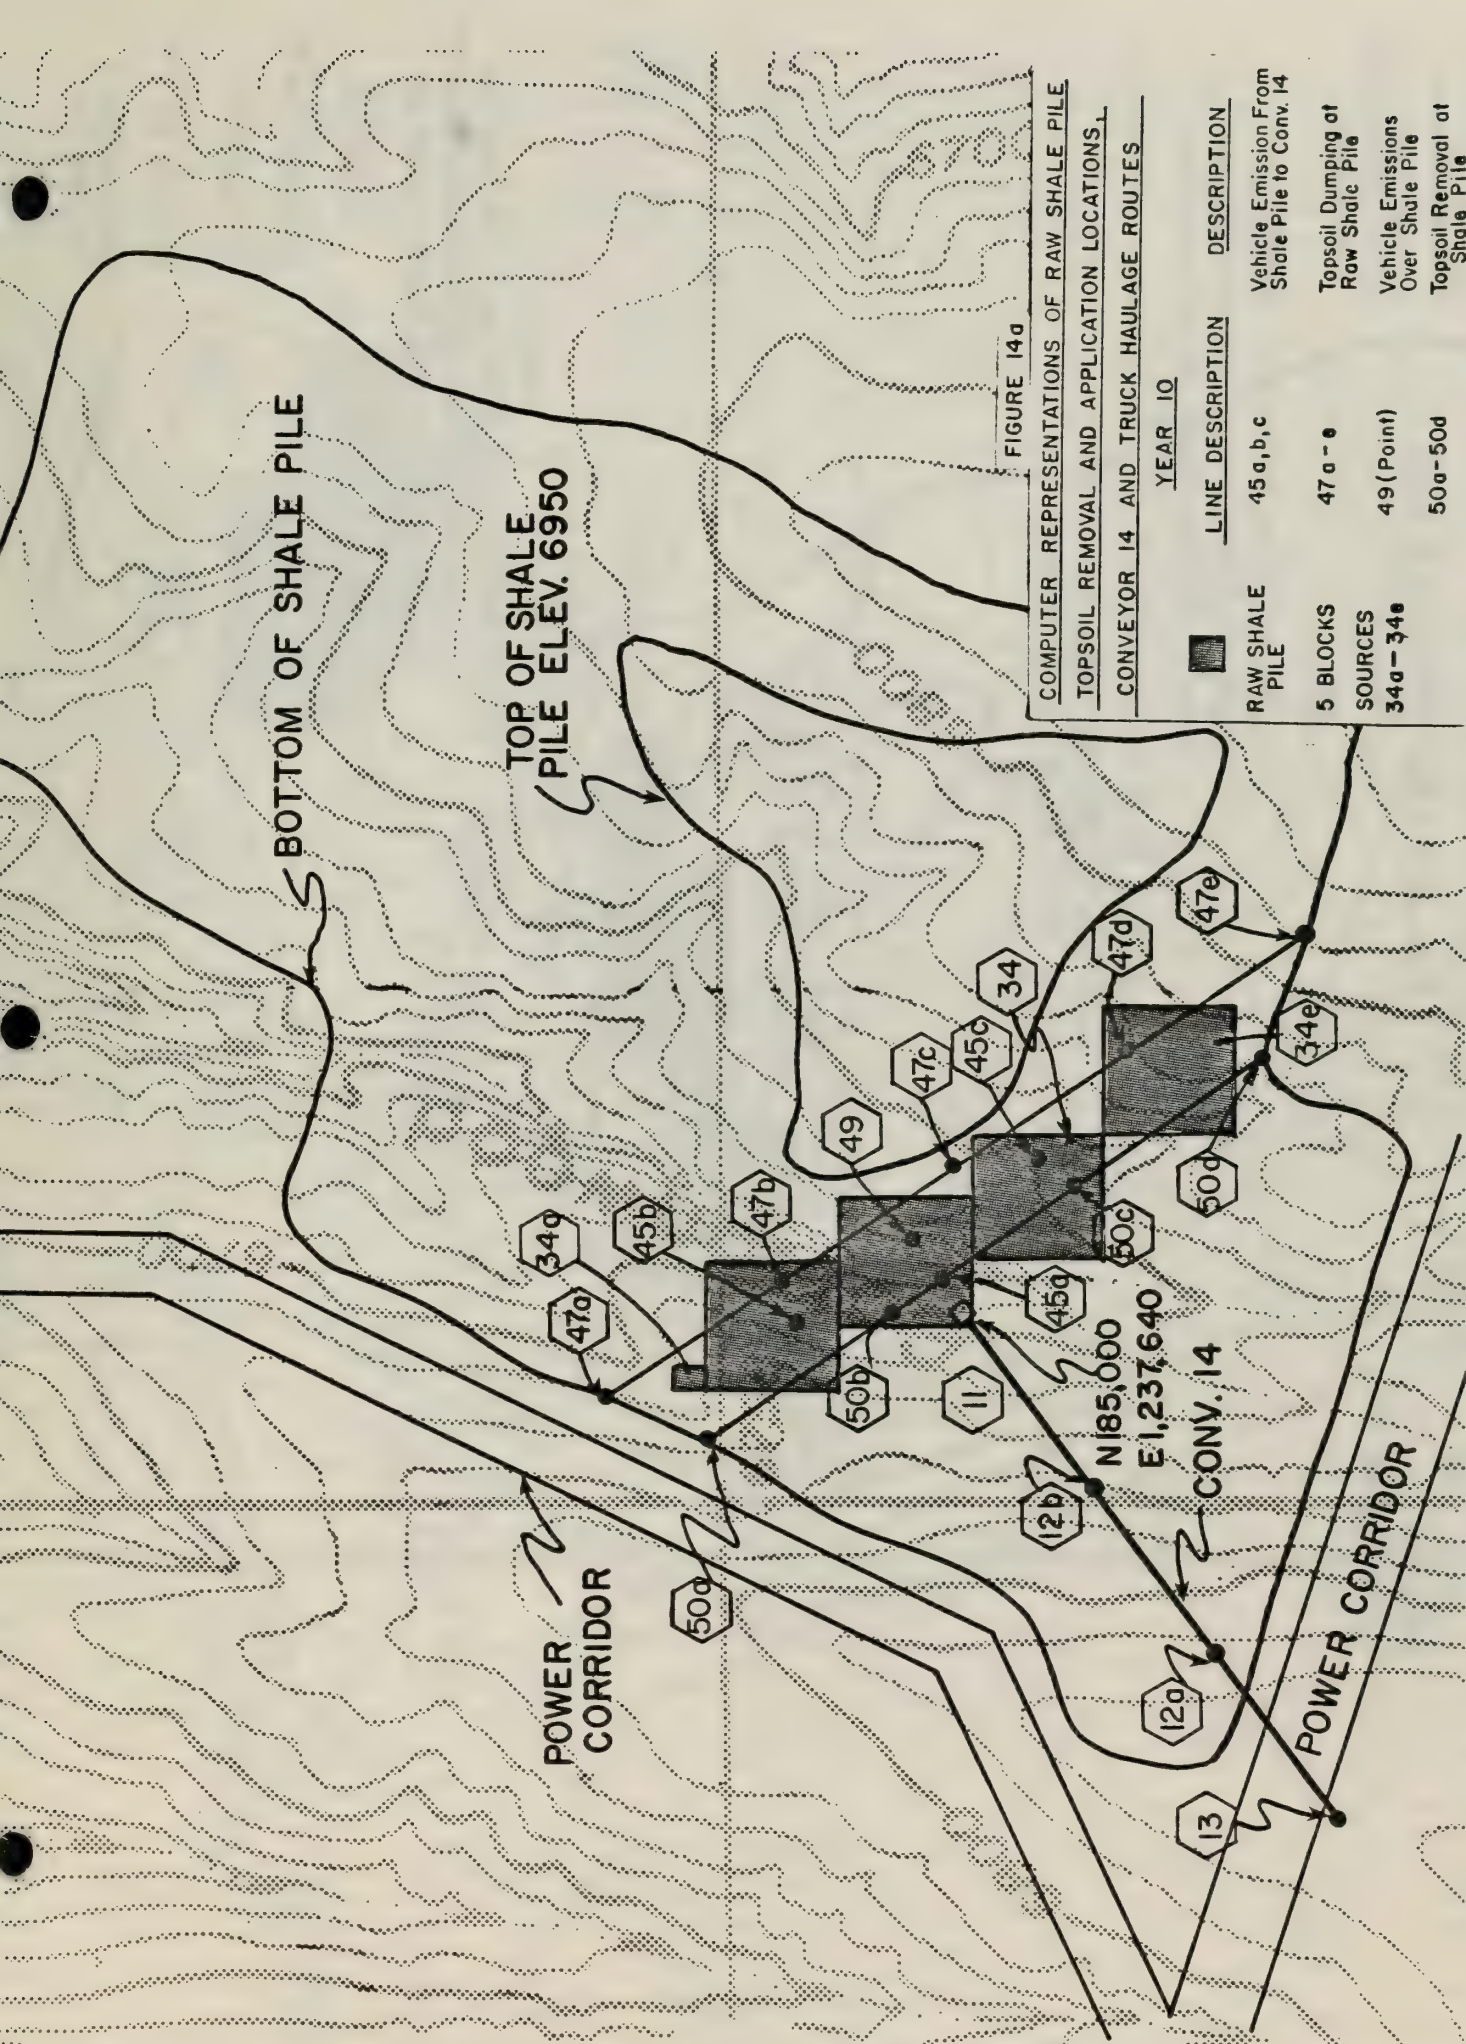 BOTTOM OF SHALE PILE
TOP OF SHALE
PILE ELEV. 6950
FIGURE 14a
COMPUTER REPRESENTATIONS OF RAW SHALE PILE
TOPSOIL REMOVAL AND APPLICATION LOCATIONS,
CONVEYOR 14 AND TRUCK HAULAGE ROUTES
YEAR 10
LINE DESCRIPTION DESCRIPTION
RAW SHALE
PILE
5 BLOCKS
SOURCES
34a-34e
45a,b,c
Vehicle Emission From
Shale Pile to Conv. 14
47a-e
Topsoil Dumping at
Raw Shale Pile
49(Point)
Vehicle Emissions
Over Shale Pile
50a-50d
Topsoil Removal at
Shale Pile
POWER
CORRIDOR
50a
47a
34a
45b
47b
49
47c
45c
34
47d
47e
34e
50d
50c
45a
50b
11
N185,000
E1,237,640
CONV. 14
12b
12a
13
POWER CORRIDOR